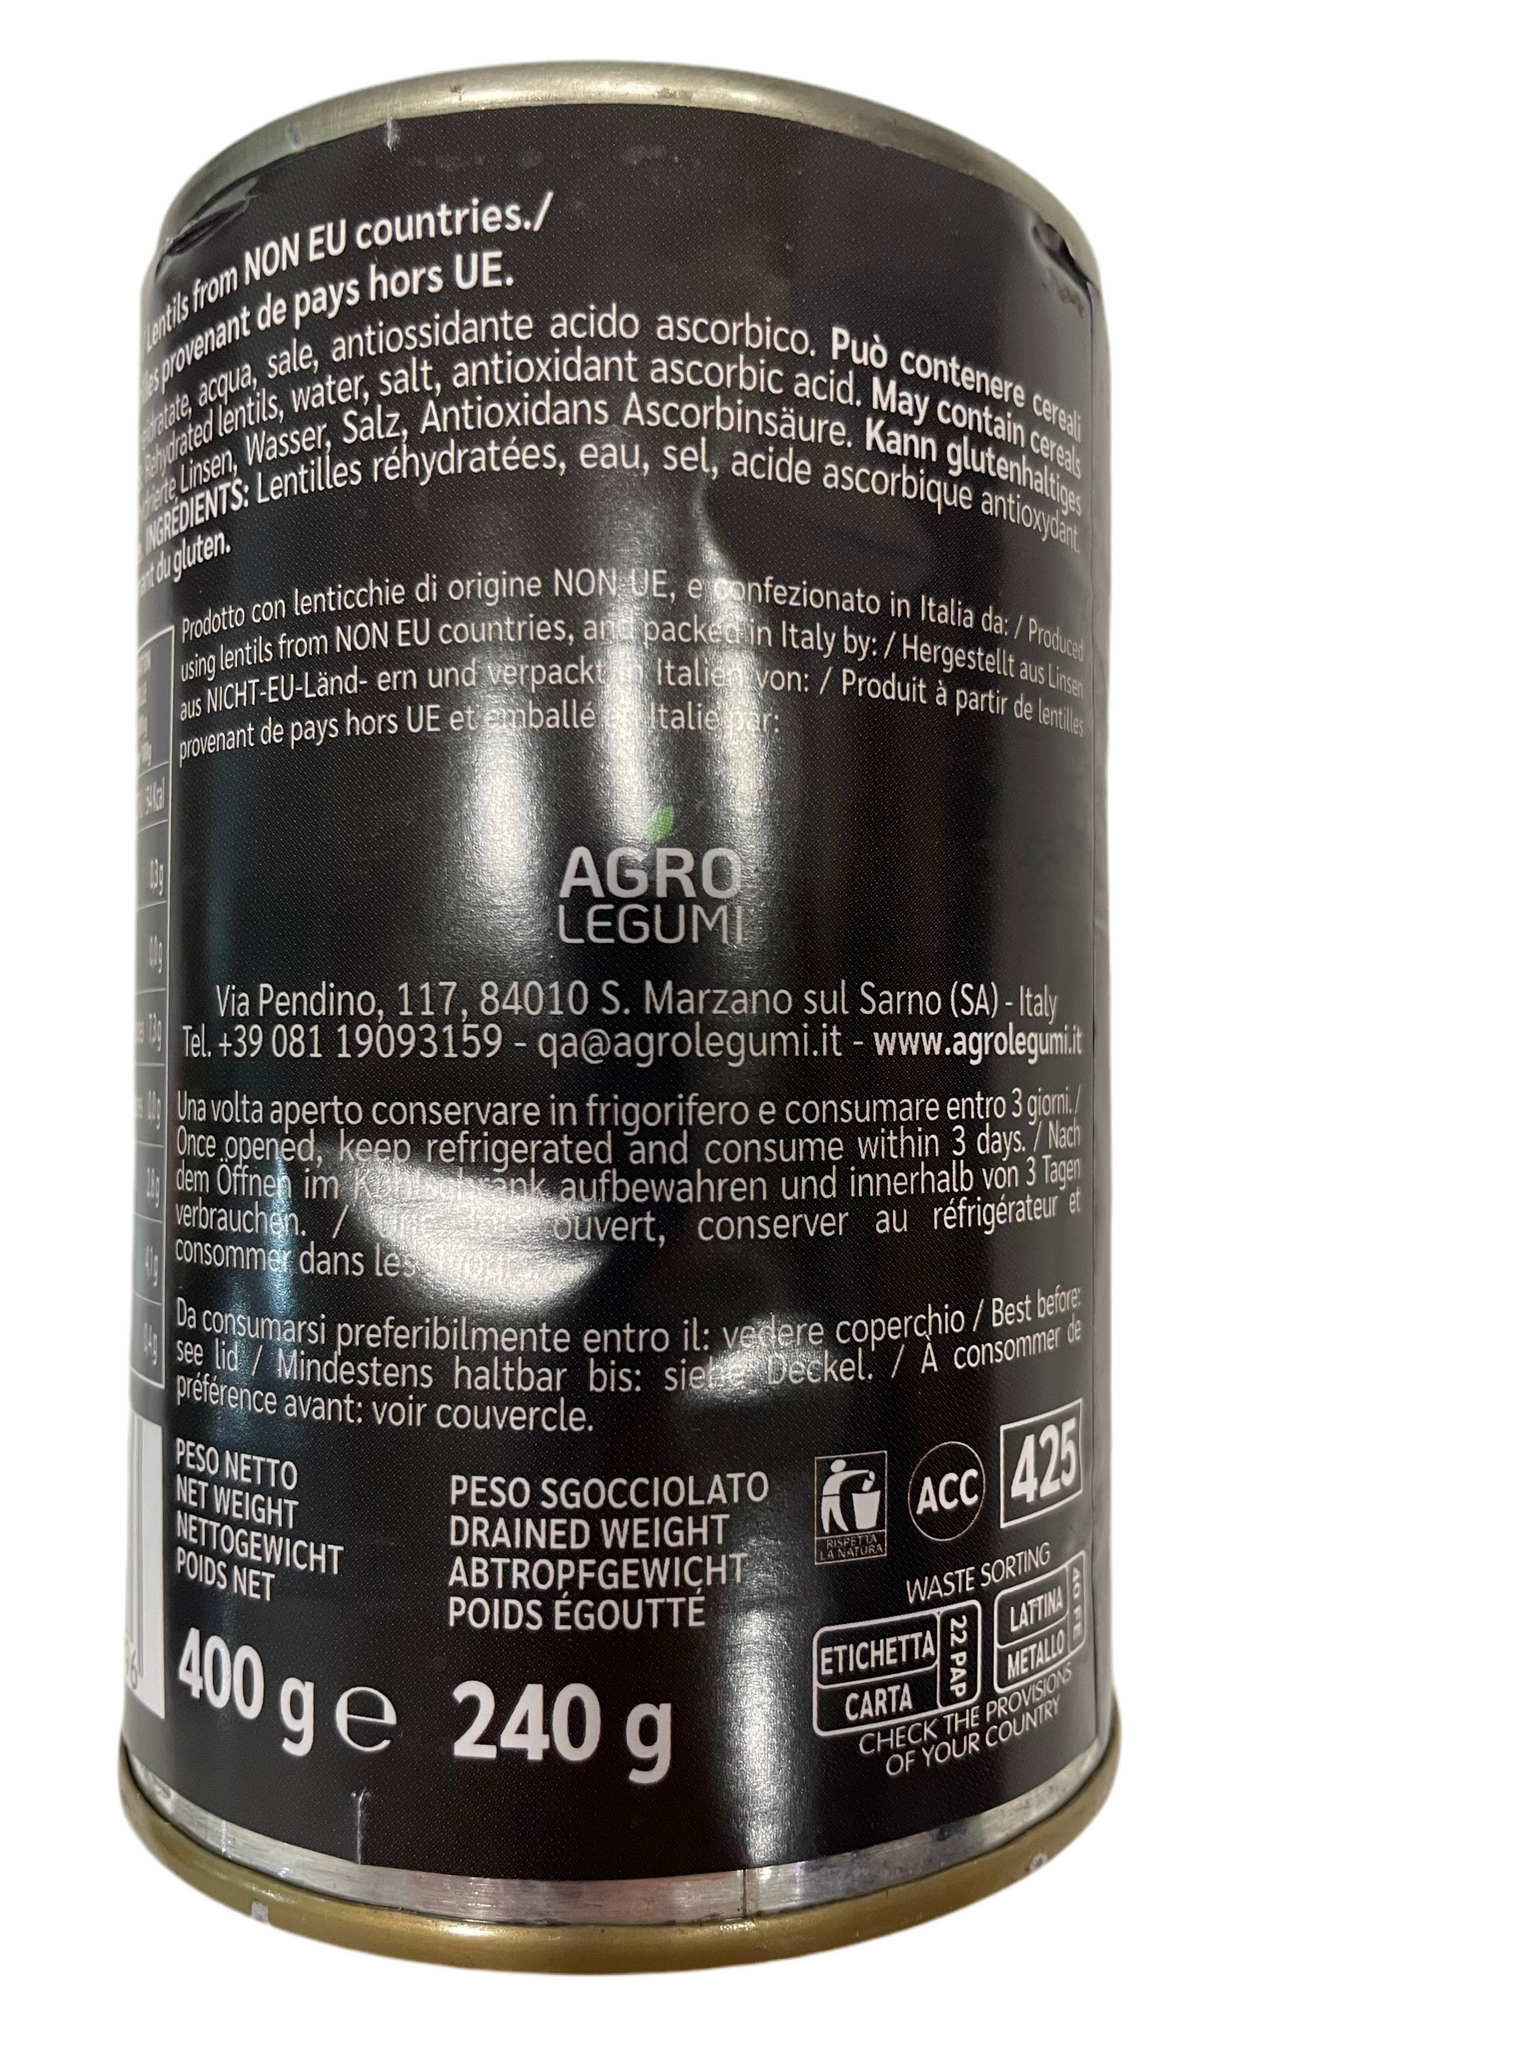 Lentils from NON EU countries./
provenant de pays hors UE.
acqua, sale, antiossidante acido ascorbico. Può contenere cereali
Rehydrated lentils, water, salt, antioxidant ascorbic acid. May contain cereals
Linsen, Wasser, Salz, Antioxidans Ascorbinsäure. Kann glutenhaltiges
INGRÉDIENTS: Lentilles réhydratées, eau, sel, acide ascorbique antioxydant.
du gluten.
Prodotto con lenticchie di origine NON UE, e confezionato in Italia da: / Produced
using lentils from NON EU countries, and packed in Italy by: / Hergestellt aus Linsen
aus NICHT-EU-Länd- ern und verpackt in Italien von: / Produit à partir de lentilles
provenant de pays hors UE et emballé en Italie par:
AGRO
LEGUMI
Via Pendino, 117, 84010 S. Marzano sul Sarno (SA) - Italy
Tel. +39 081 19093159 - qa@agrolegumi.it - www.agrolegumi.it
Una volta aperto conservare in frigorifero e consumare entro 3 giorni. /
Once opened, keep refrigerated and consume within 3 days. / Nach
dem Öffnen im Kühlschrank aufbewahren und innerhalb von 3 Tagen
verbrauchen. / ouvert, conserver au réfrigérateur et
consommer dans les
Da consumarsi preferibilmente entro il: vedere coperchio / Best before:
see lid / Mindestens haltbar bis: siehe Deckel. / À consommer de
préférence avant: voir couvercle.
PESO NETTO
NET WEIGHT
NETTOGEWICHT
POIDS NET
400 g e
PESO SGOCCIOLATO
DRAINED WEIGHT
ABTROPFGEWICHT
POIDS ÉGOUTTÉ
240 g
RISPETTA
LA NATURA
ACC
425
WASTE SORTING
ETICHETTA
CARTA
22 PAP
LATTINA
METALLO
40 FE
CHECK THE PROVISIONS
OF YOUR COUNTRY